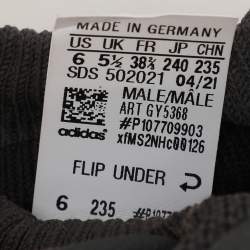 MADE IN GERMANY
US UK FR JP CHN
6 5½ 38⅔ 240 235
SDS 502021 04/21
MALE/MÂLE
ART GY5368
#P107709903
xfMS2NHc00126
adidas
FLIP UNDER
6 235 #P10770